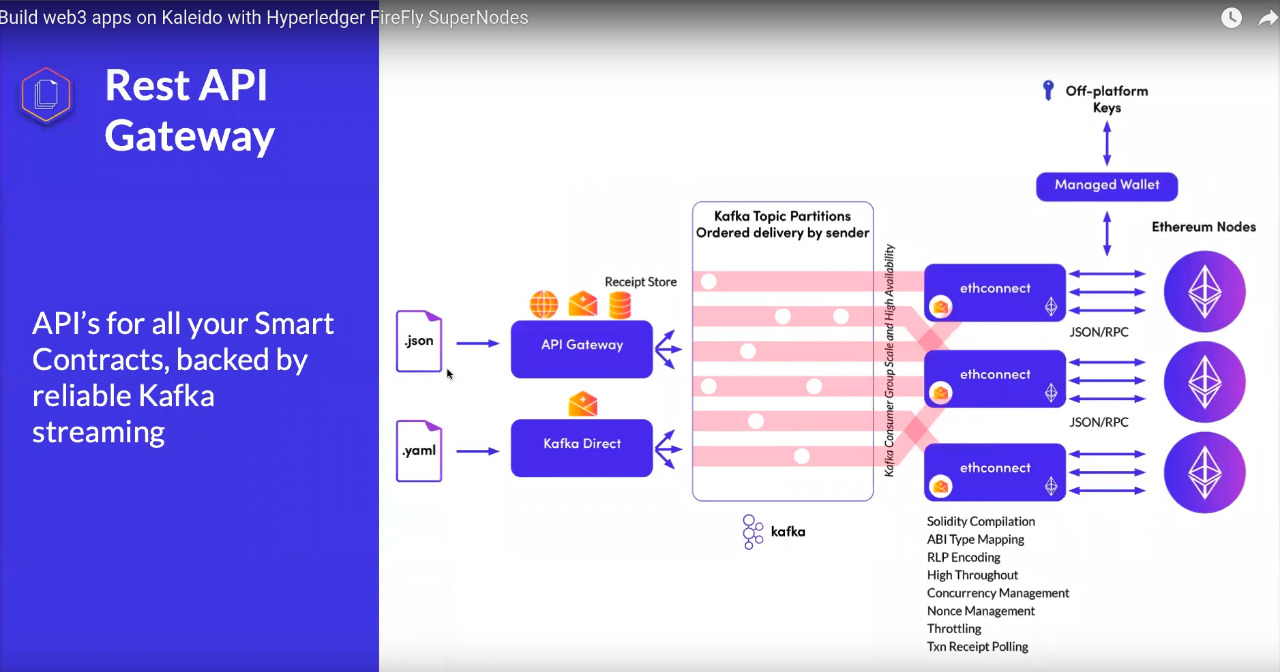 Build web3 apps on Kaleido with Hyperledger FireFly SuperNodes
Rest API
Gateway
API's for all your Smart
Contracts, backed by
reliable Kafka
streaming
.json
.yaml
Receipt Store
API Gateway
Kafka Direct
Kafka Topic Partitions
Ordered delivery by sender
kafka
Kafka Consumer Group Scale and High Availability
Off-platform
Keys
Managed Wallet
Ethereum Nodes
ethconnect
JSON/RPC
ethconnect
JSON/RPC
ethconnect
Solidity Compilation
ABI Type Mapping
RLP Encoding
High Throughout
Concurrency Management
Nonce Management
Throttling
Txn Receipt Polling